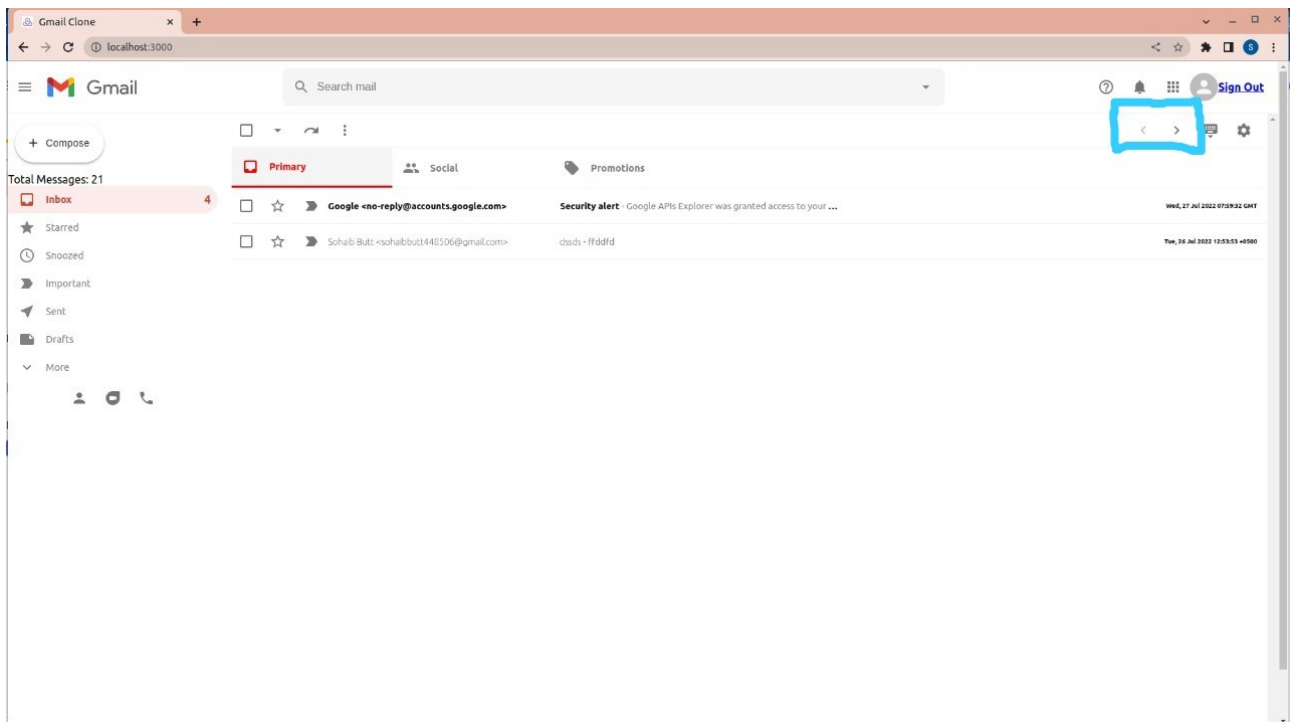 Gmail Clone
localhost:3000
S
Gmail
Search mail
Sign Out
+ Compose
Total Messages: 21
Primary
Social
Promotions
Inbox 4
Google <no-reply@accounts.google.com> Security alert - Google APIs Explorer was granted access to your ... Wed, 27 Jul 2022 07:59:32 GMT
Starred
Sohaib Butt <sohaibbutt448506@gmail.com> dssds - ffddfd Tue, 26 Jul 2022 12:53:53 +0500
Snoozed
Important
Sent
Drafts
More